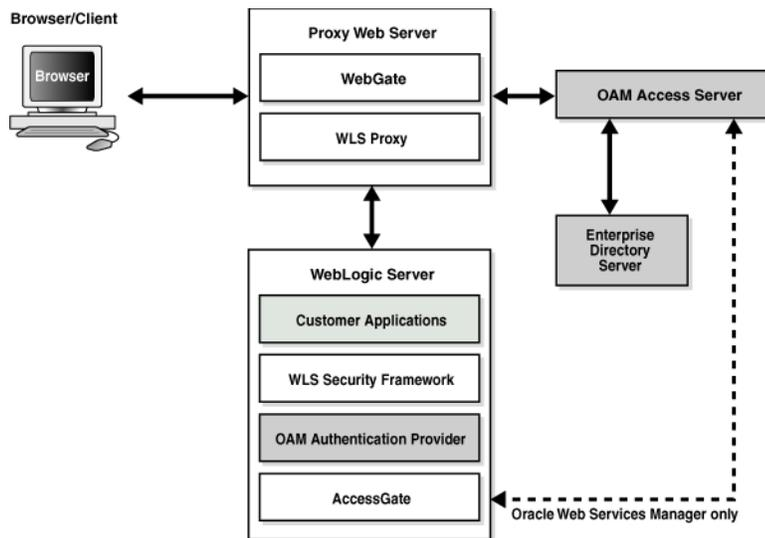 Browser/Client
Browser
Proxy Web Server
WebGate
WLS Proxy
OAM Access Server
Enterprise
Directory
Server
WebLogic Server
Customer Applications
WLS Security Framework
OAM Authentication Provider
AccessGate
Oracle Web Services Manager only